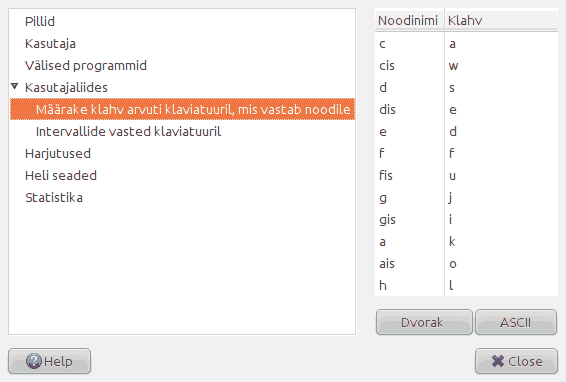 Pillid
Kasutaja
Välised programmid
Kasutajaliides
Määrake klahv arvuti klaviatuuril, mis vastab noodile
Intervallide vasted klaviatuuril
Harjutused
Heli seaded
Statistika
Noodinimi Klahv
c a
cis w
d s
dis e
e d
f f
fis u
g j
gis i
a k
ais o
h l
Dvorak ASCII
Help Close